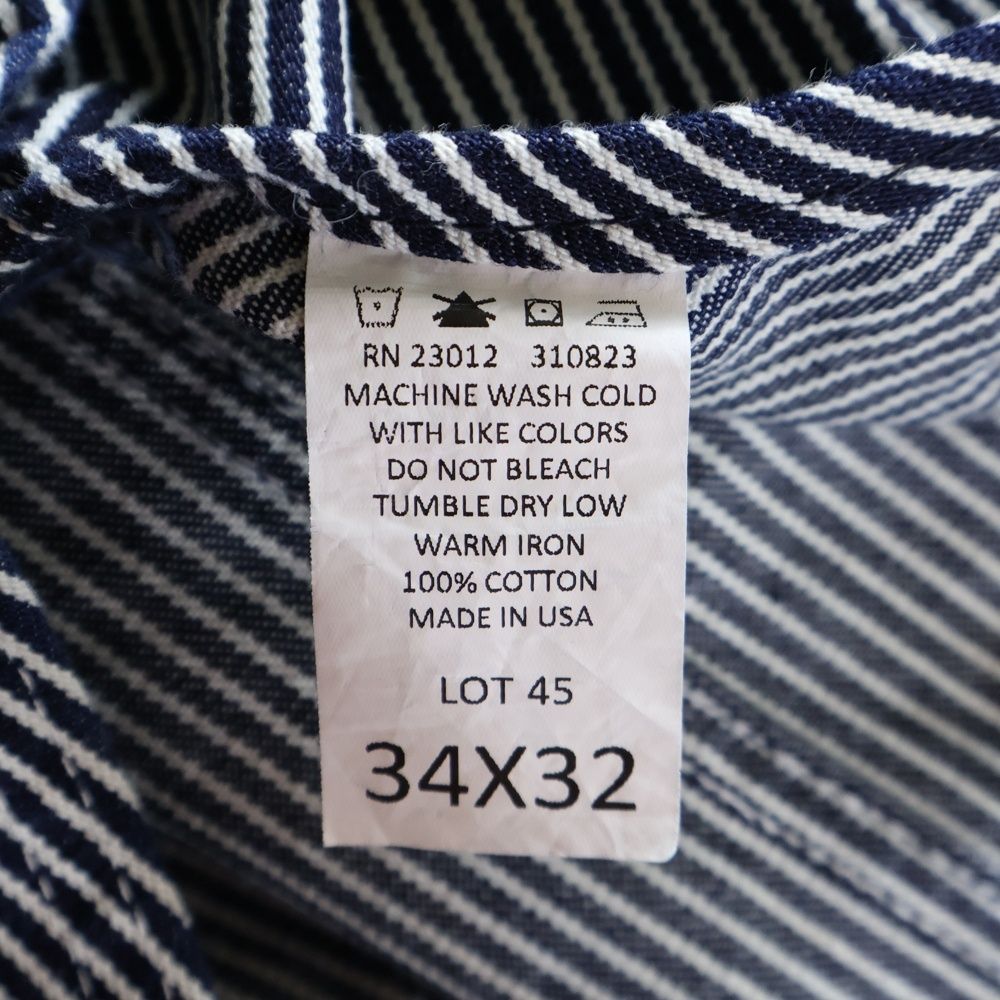 RN 23012 310823
MACHINE WASH COLD
WITH LIKE COLORS
DO NOT BLEACH
TUMBLE DRY LOW
WARM IRON
100% COTTON
MADE IN USA
LOT 45
34X32